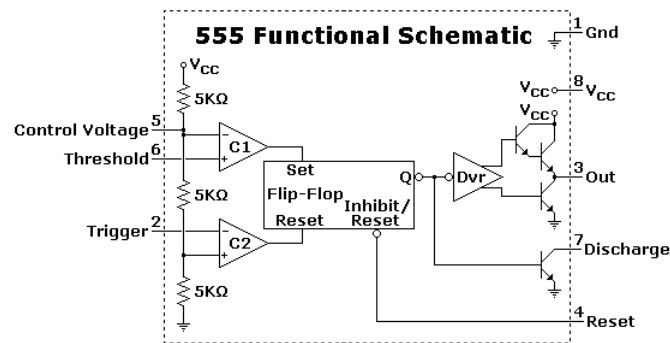 555 Functional Schematic
1 Gnd
VCC
5KΩ
VCC 8 VCC
VCC
5 Control Voltage
6 Threshold
C1
Set
5KΩ
Flip-Flop
Q
Dvr
3 Out
Inhibit/
Reset
Reset
2 Trigger
C2
7 Discharge
5KΩ
4 Reset